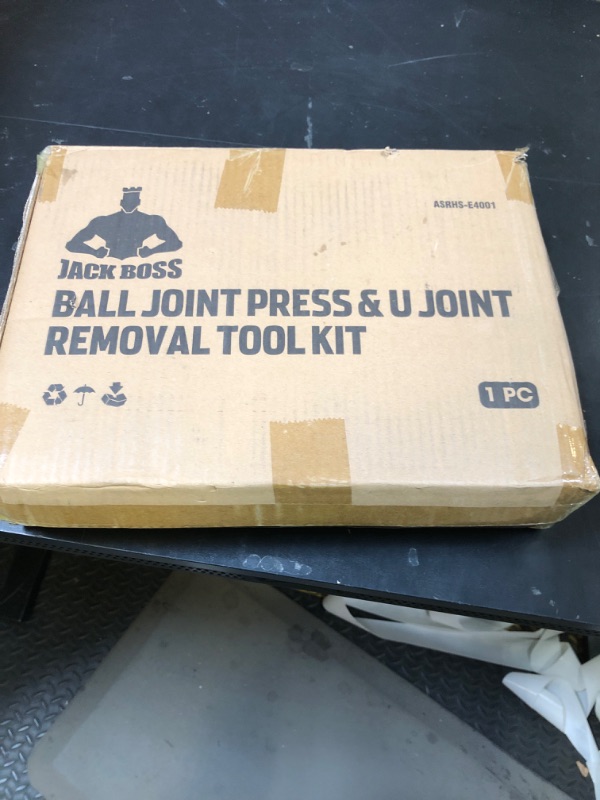 ASRHS-E4001
JACK BOSS
BALL JOINT PRESS & U JOINT
REMOVAL TOOL KIT
1 PC